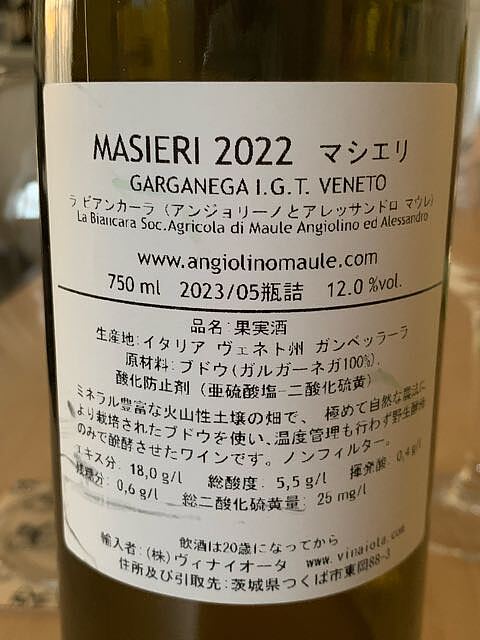 MASIERI 2022 マシエリ
GARGANEGA I.G.T. VENETO
ラ ビアンカーラ (アンジョリーノとアレッサンドロ マウレ)
La Biancara Soc.Agricola di Maule Angiolino ed Alessandro
www.angiolinomaule.com
750 ml 2023/05瓶詰 12.0 %vol.
品名:果実酒
生産地:イタリア ヴェネト州 ガンベッラーラ
原材料:ブドウ(ガルガーネガ100%),
酸化防止剤 (亜硫酸塩-二酸化硫黄)
ミネラル豊富な火山性土壌の畑で、極めて自然な農法に
より栽培されたブドウを使い、温度管理も行わず野生酵母
のみで醗酵させたワインです。ノンフィルター。
エキス分. 18,0 g/l 総酸度. 5,5 g/l 揮発酸. 0,4 g/l
残糖分: 0,6 g/l 総二酸化硫黄量: 25 mg/l
飲酒は20歳になってから
輸入者:(株)ヴィナイオータ www.vinaiota.com
住所及び引取先:茨城県つくば市東岡88-3